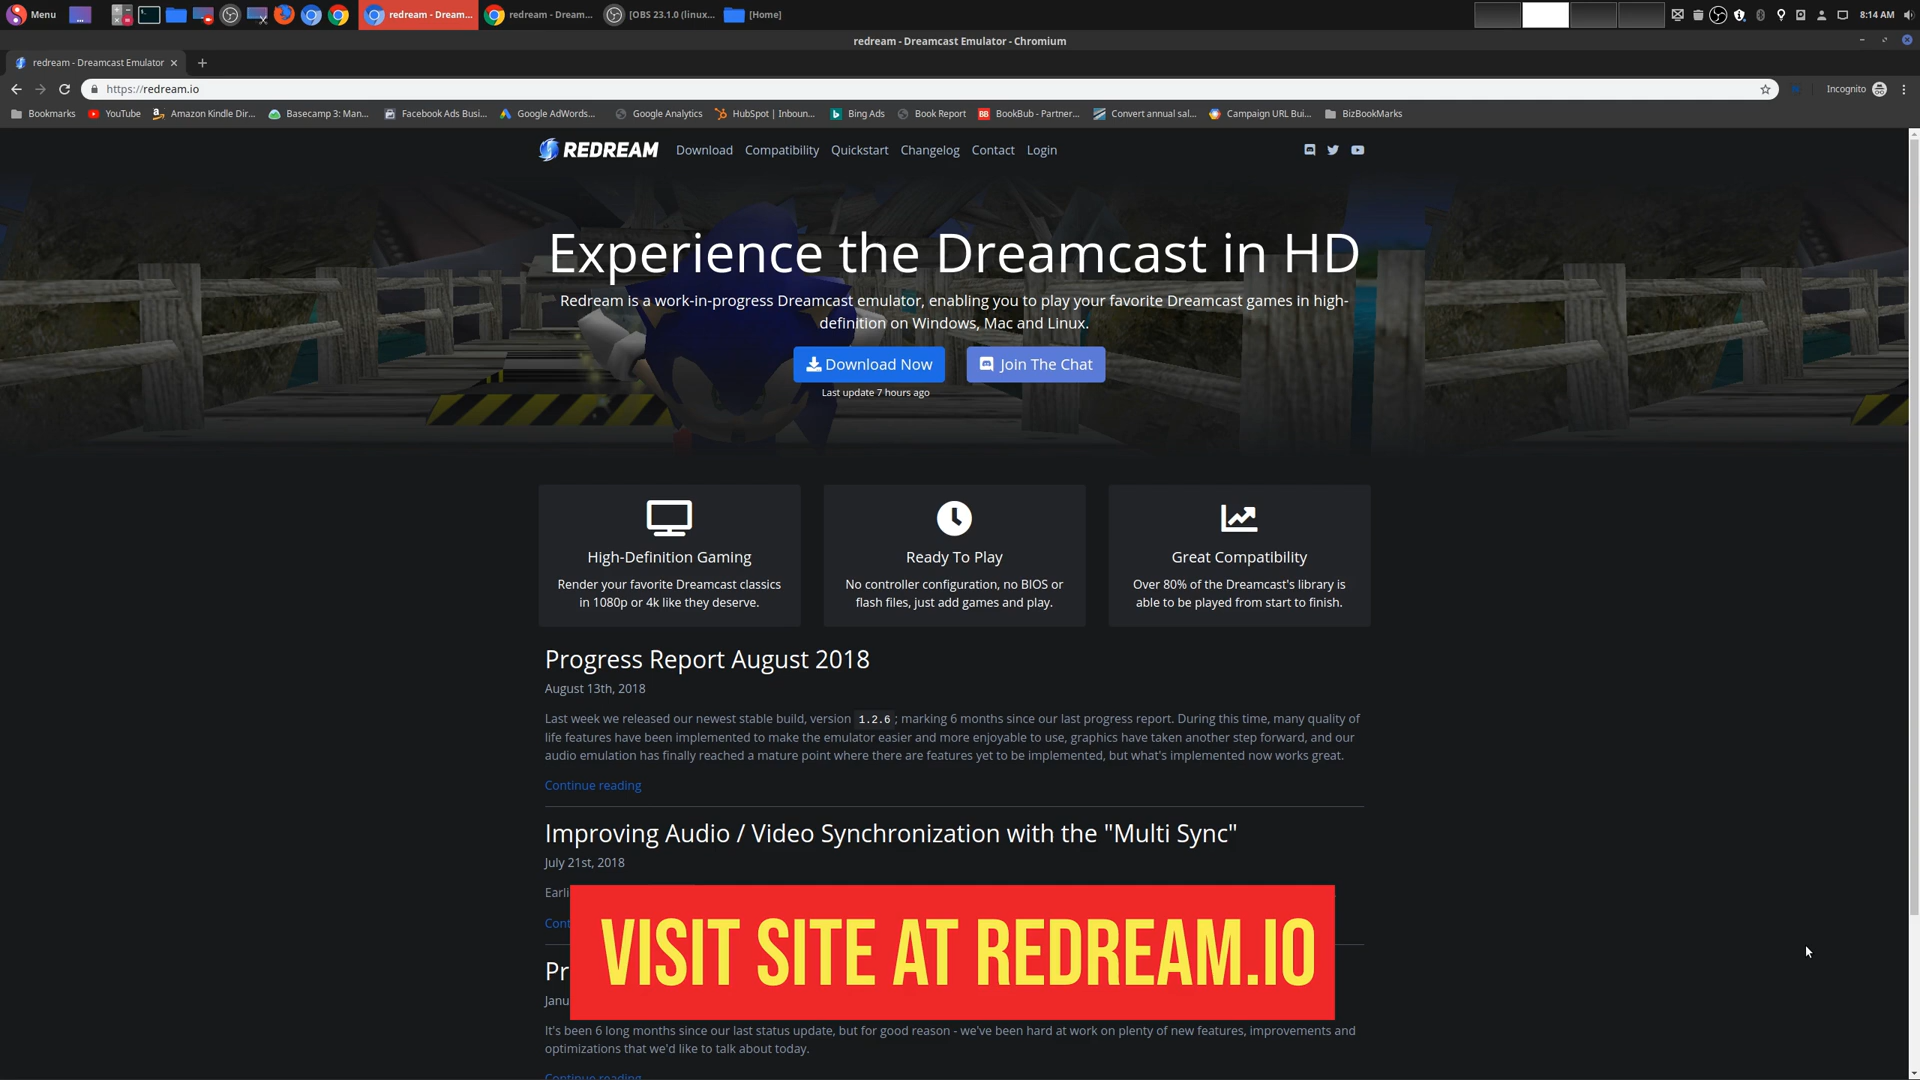 Menu
redream - Dream...
redream - Dream...
[OBS 23.1.0 (linux...
[Home]
8:14 AM
redream - Dreamcast Emulator - Chromium
redream - Dreamcast Emulator
https://redream.io
Incognito
Bookmarks
YouTube
Amazon Kindle Dir...
Basecamp 3: Man...
Facebook Ads Busi...
Google AdWords...
Google Analytics
HubSpot | Inboun...
Bing Ads
Book Report
BookBub - Partner...
Convert annual sal...
Campaign URL Bui...
BizBookMarks
REDREAM
Download
Compatibility
Quickstart
Changelog
Contact
Login
Experience the Dreamcast in HD
Redream is a work-in-progress Dreamcast emulator, enabling you to play your favorite Dreamcast games in high-
definition on Windows, Mac and Linux.
Download Now
Join The Chat
Last update 7 hours ago
High-Definition Gaming
Render your favorite Dreamcast classics
in 1080p or 4k like they deserve.
Ready To Play
No controller configuration, no BIOS or
flash files, just add games and play.
Great Compatibility
Over 80% of the Dreamcast's library is
able to be played from start to finish.
Progress Report August 2018
August 13th, 2018
Last week we released our newest stable build, version 1.2.6; marking 6 months since our last progress report. During this time, many quality of
life features have been implemented to make the emulator easier and more enjoyable to use, graphics have taken another step forward, and our
audio emulation has finally reached a mature point where there are features yet to be implemented, but what's implemented now works great.
Continue reading
Improving Audio / Video Synchronization with the "Multi Sync"
July 21st, 2018
Earli
Cont
VISIT SITE AT REDREAM.IO
Pr
Janu
It's been 6 long months since our last status update, but for good reason - we've been hard at work on plenty of new features, improvements and
optimizations that we'd like to talk about today.
Continue reading